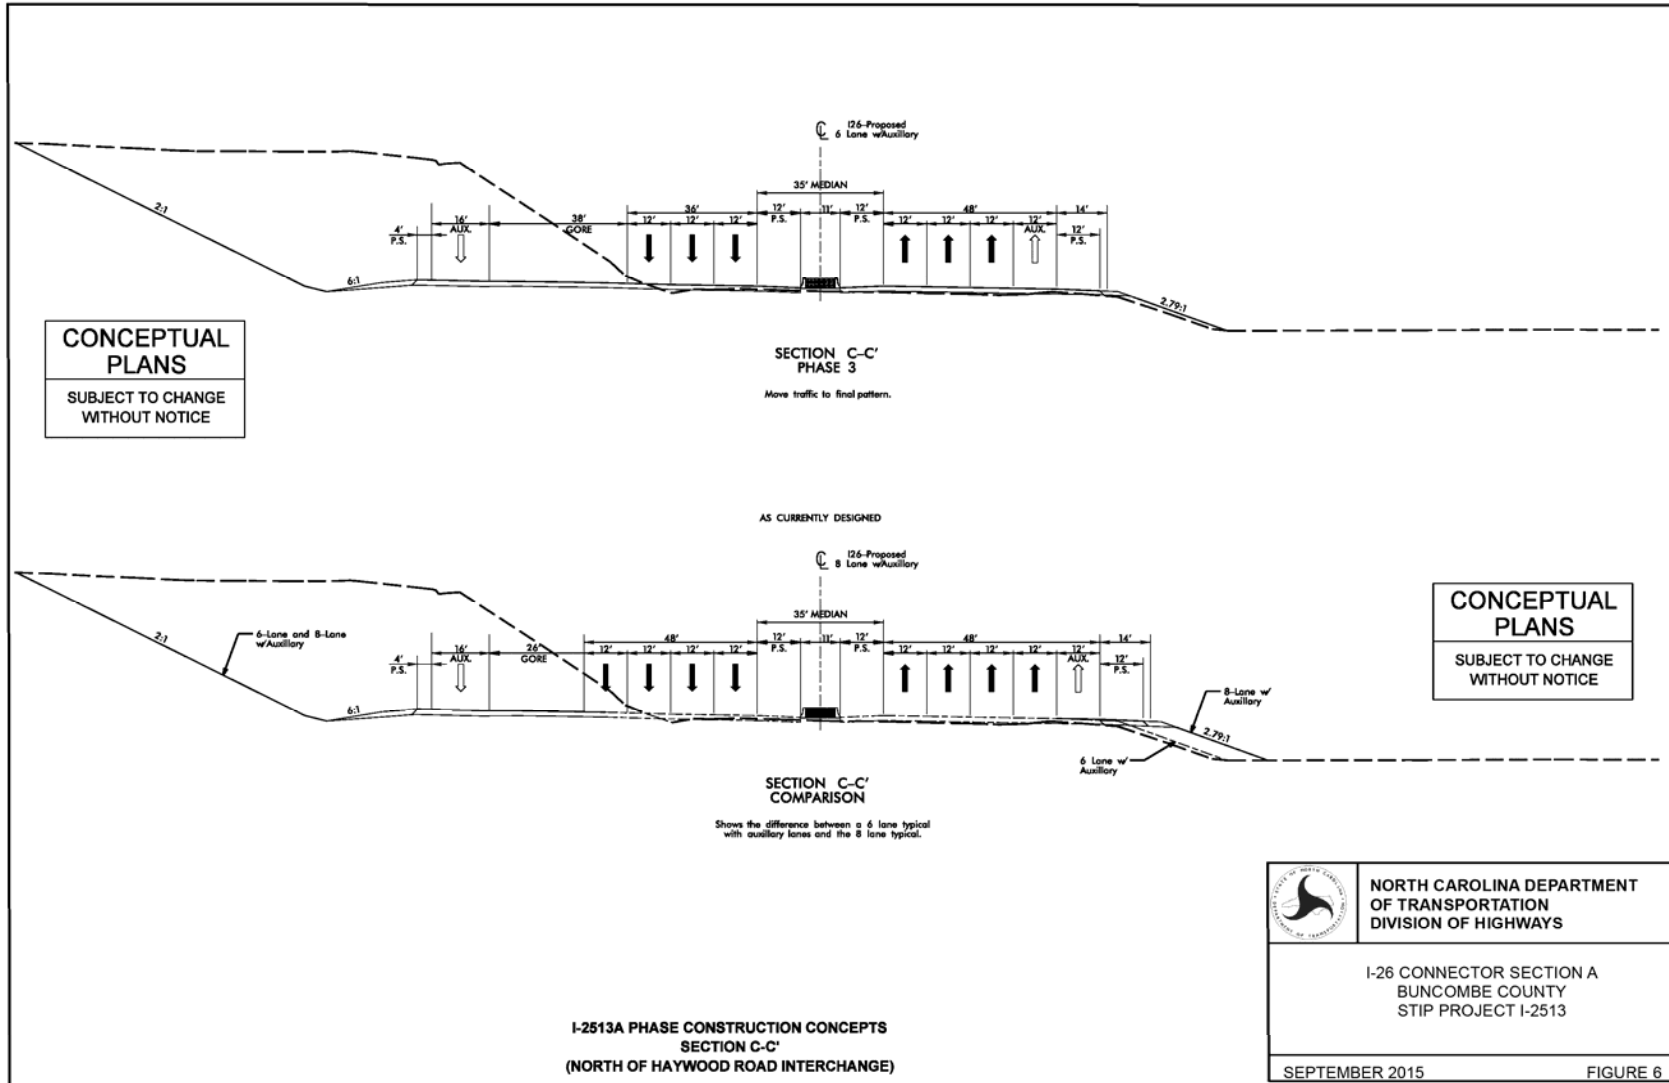 ℄ I26-Proposed
6 Lane w/Auxiliary
35' MEDIAN
36' 12' 11' 12' 48' 14'
P.S. P.S.
16' 38' 12' 12' 12' 12' 12' 12' 12' 12'
AUX. GORE AUX. P.S.
4'
P.S.
2:1
6:1
2.79:1
CONCEPTUAL
PLANS
SUBJECT TO CHANGE
WITHOUT NOTICE
SECTION C-C'
PHASE 3
Move traffic to final pattern.
AS CURRENTLY DESIGNED
℄ I26-Proposed
8 Lane w/Auxiliary
35' MEDIAN
48' 12' 11' 12' 48' 14'
P.S. P.S.
16' 26' 12' 12' 12' 12' 12' 12' 12' 12' 12' 12'
AUX. GORE AUX. P.S.
4'
P.S.
2:1
6-Lane and 8-Lane
w/Auxiliary
6:1
8-Lane w/
Auxiliary
2.79:1
6 Lane w/
Auxiliary
CONCEPTUAL
PLANS
SUBJECT TO CHANGE
WITHOUT NOTICE
SECTION C-C'
COMPARISON
Shows the difference between a 6 lane typical
with auxiliary lanes and the 8 lane typical.
NORTH CAROLINA DEPARTMENT
OF TRANSPORTATION
DIVISION OF HIGHWAYS
I-26 CONNECTOR SECTION A
BUNCOMBE COUNTY
STIP PROJECT I-2513
SEPTEMBER 2015 FIGURE 6
I-2513A PHASE CONSTRUCTION CONCEPTS
SECTION C-C'
(NORTH OF HAYWOOD ROAD INTERCHANGE)